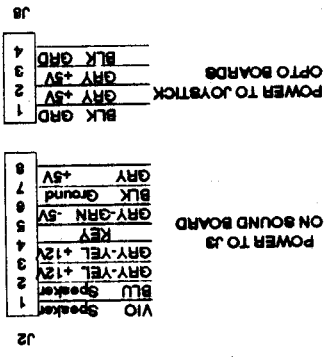 J2
VIO Speaker 1
BLU Speaker 2
GRY-YEL +12V 3
GRY-YEL +12V 4
KEY 5
GRY-GRN -5V 6
BLK Ground 7
GRY +5V 8
POWER TO J3
ON SOUND BOARD
BLK GRD 1
GRY +5V 2
GRY +5V 3
BLK GRD 4
POWER TO JOYSTICK
OPTO BOARDS
J8